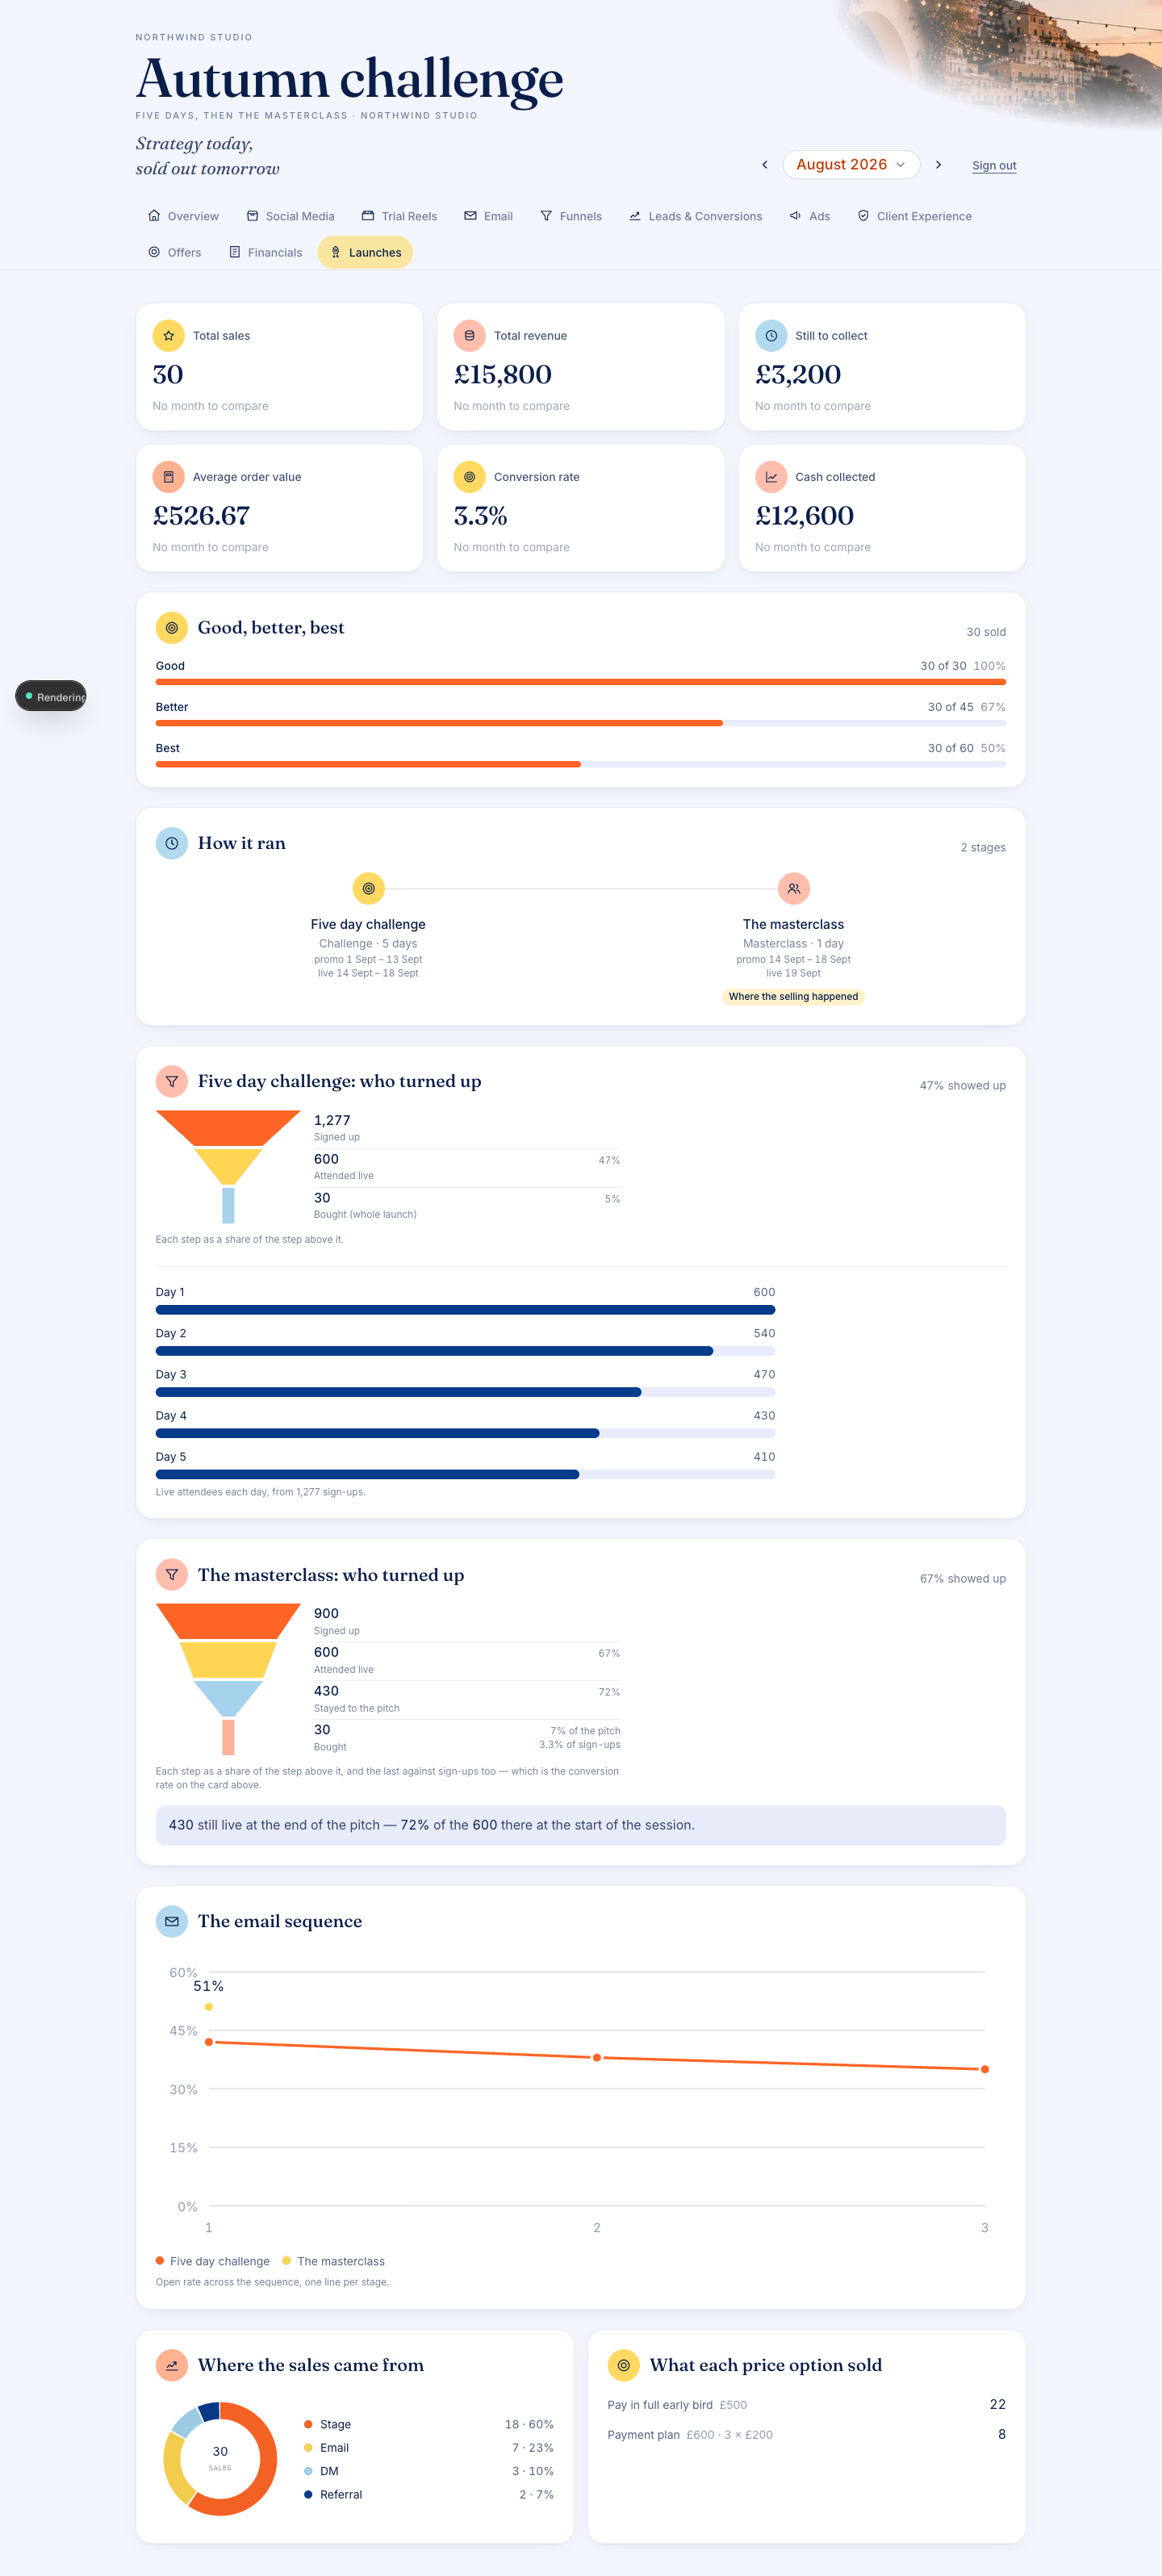 NORTHWIND STUDIO
Autumn challenge
FIVE DAYS, THEN THE MASTERCLASS · NORTHWIND STUDIO
Strategy today,
sold out tomorrow
August 2026
Sign out
Overview
Social Media
Trial Reels
Email
Funnels
Leads & Conversions
Ads
Client Experience
Offers
Financials
Launches
Total sales
30
No month to compare
Total revenue
£15,800
No month to compare
Still to collect
£3,200
No month to compare
Average order value
£526.67
No month to compare
Conversion rate
3.3%
No month to compare
Cash collected
£12,600
No month to compare
Rendering
Good, better, best
30 sold
Good
30 of 30 100%
Better
30 of 45 67%
Best
30 of 60 50%
How it ran
2 stages
Five day challenge
Challenge · 5 days
promo 1 Sept – 13 Sept
live 14 Sept – 18 Sept
The masterclass
Masterclass · 1 day
promo 14 Sept – 18 Sept
live 19 Sept
Where the selling happened
Five day challenge: who turned up
47% showed up
1,277
Signed up
600
47%
Attended live
30
5%
Bought (whole launch)
Each step as a share of the step above it.
Day 1
600
Day 2
540
Day 3
470
Day 4
430
Day 5
410
Live attendees each day, from 1,277 sign-ups.
The masterclass: who turned up
67% showed up
900
Signed up
600
67%
Attended live
430
72%
Stayed to the pitch
30
7% of the pitch
Bought
3.3% of sign-ups
Each step as a share of the step above it, and the last against sign-ups too — which is the conversion
rate on the card above.
430 still live at the end of the pitch — 72% of the 600 there at the start of the session.
The email sequence
60%
51%
45%
30%
15%
0%
1
2
3
Five day challenge
The masterclass
Open rate across the sequence, one line per stage.
Where the sales came from
30
SALES
Stage
18 · 60%
Email
7 · 23%
DM
3 · 10%
Referral
2 · 7%
What each price option sold
Pay in full early bird £500
22
Payment plan £600 · 3 × £200
8